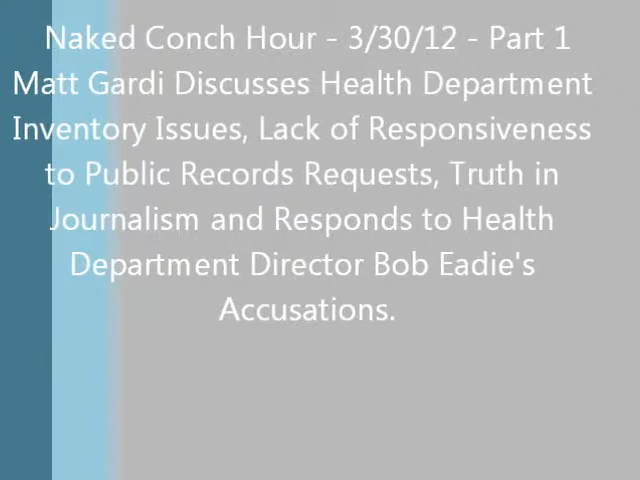 Naked Conch Hour - 3/30/12 - Part 1
Matt Gardi Discusses Health Department
Inventory Issues, Lack of Responsiveness
to Public Records Requests, Truth in
Journalism and Responds to Health
Department Director Bob Eadie's
Accusations.